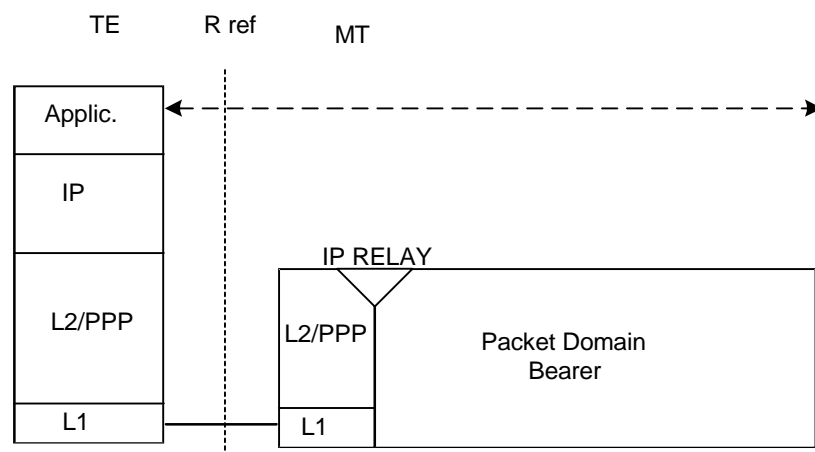 TE
R ref
MT
Applic.
IP
IP RELAY
L2/PPP
L2/PPP
Packet Domain
Bearer
L1
L1